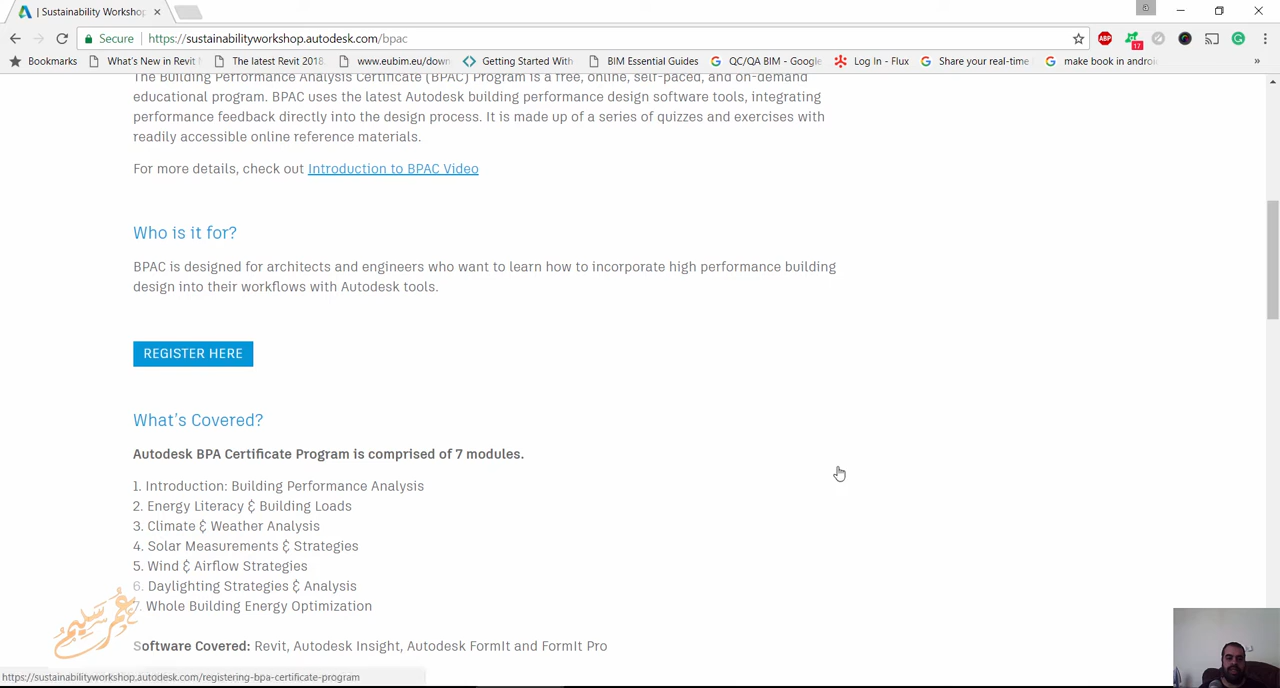 | Sustainability Workshop
Secure
https://sustainabilityworkshop.autodesk.com/bpac
ABP
17
Bookmarks
What's New in Revit
The latest Revit 2018
www.eubim.eu/down
Getting Started With
BIM Essential Guides
QC/QA BIM - Google
Log In - Flux
Share your real-time
make book in androi
»
The Building Performance Analysis Certificate (BPAC) Program is a free, online, self-paced, and on-demand
educational program. BPAC uses the latest Autodesk building performance design software tools, integrating
performance feedback directly into the design process. It is made up of a series of quizzes and exercises with
readily accessible online reference materials.
For more details, check out Introduction to BPAC Video
Who is it for?
BPAC is designed for architects and engineers who want to learn how to incorporate high performance building
design into their workflows with Autodesk tools.
REGISTER HERE
What's Covered?
Autodesk BPA Certificate Program is comprised of 7 modules.
1. Introduction: Building Performance Analysis
2. Energy Literacy & Building Loads
3. Climate & Weather Analysis
4. Solar Measurements & Strategies
5. Wind & Airflow Strategies
6. Daylighting Strategies & Analysis
7. Whole Building Energy Optimization
عمر سليم
Software Covered: Revit, Autodesk Insight, Autodesk FormIt and FormIt Pro
https://sustainabilityworkshop.autodesk.com/registering-bpa-certificate-program